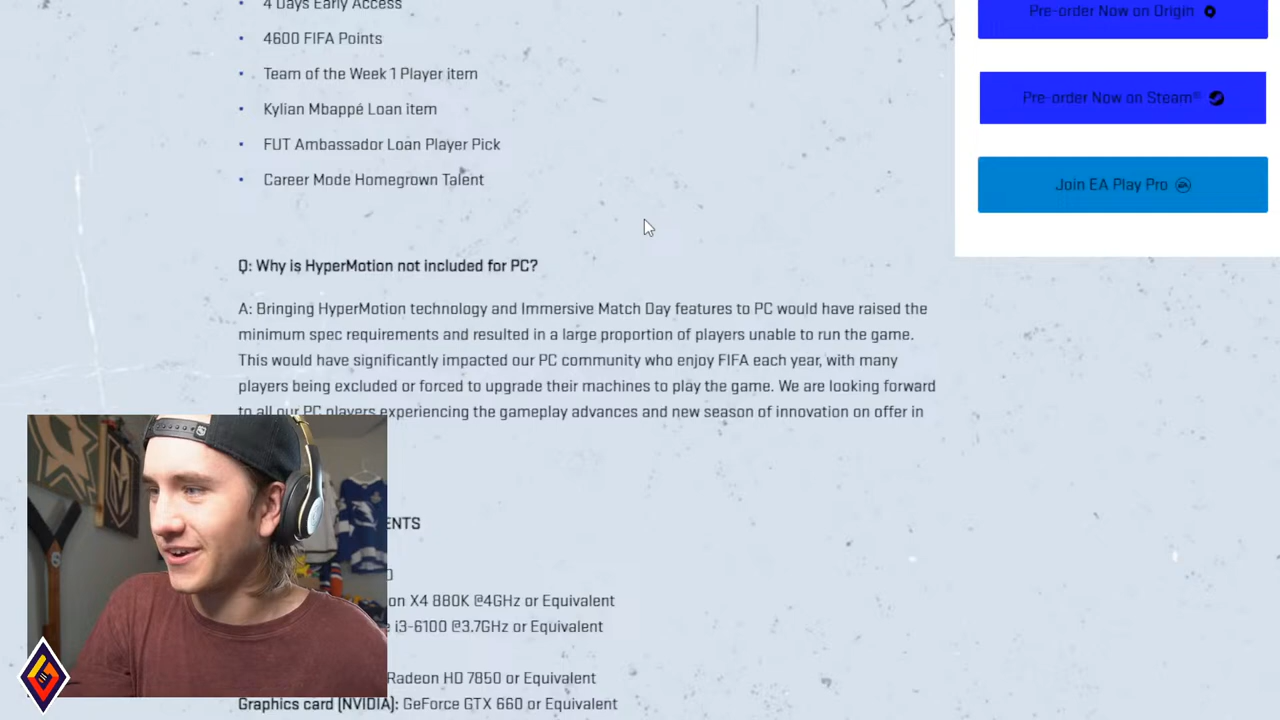 4 Days Early Access
Pre-order Now on Origin
4600 FIFA Points
Team of the Week 1 Player item
Pre-order Now on Steam®
Kylian Mbappé Loan item
FUT Ambassador Loan Player Pick
Career Mode Homegrown Talent
Join EA Play Pro
Q: Why is HyperMotion not included for PC?
A: Bringing HyperMotion technology and Immersive Match Day features to PC would have raised the
minimum spec requirements and resulted in a large proportion of players unable to run the game.
This would have significantly impacted our PC community who enjoy FIFA each year, with many
players being excluded or forced to upgrade their machines to play the game. We are looking forward
to all our PC players experiencing the gameplay advances and new season of innovation on offer in
ENTS
on X4 880K @4GHz or Equivalent
i3-6100 @3.7GHz or Equivalent
Radeon HD 7850 or Equivalent
Graphics card (NVIDIA): GeForce GTX 660 or Equivalent